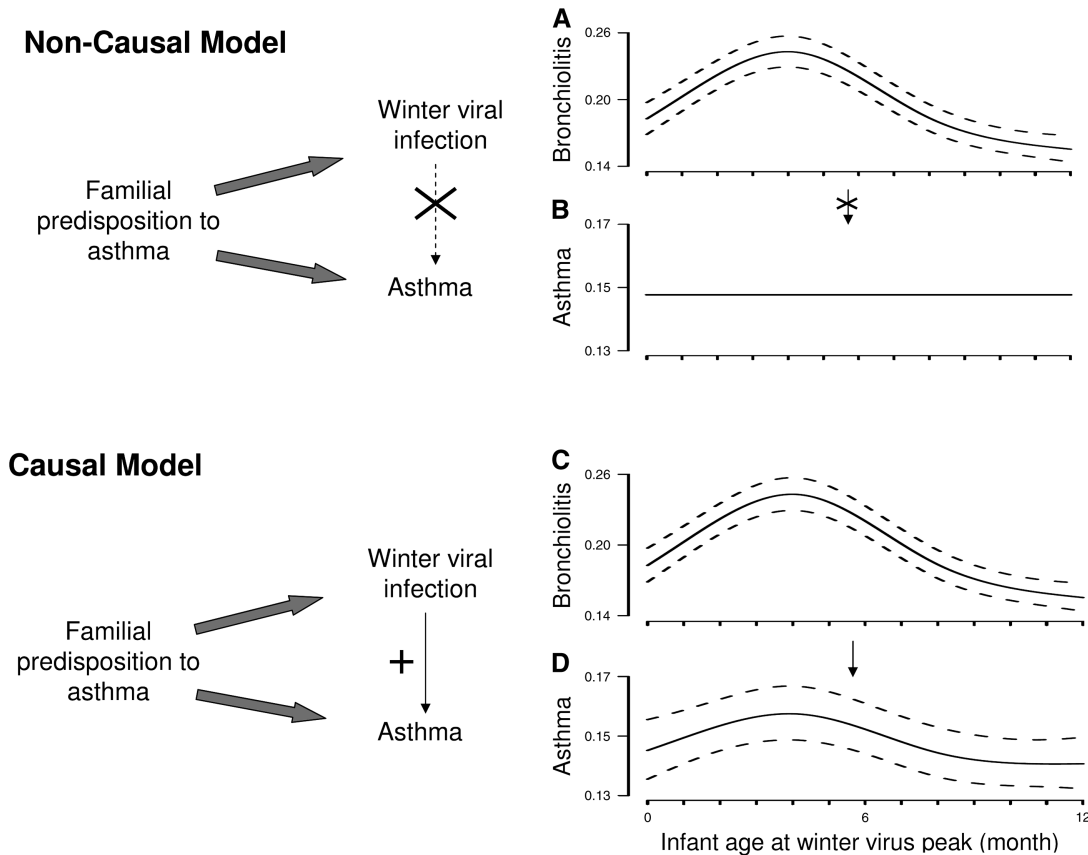 Non-Causal Model
Winter viral
infection
Familial
predisposition to
asthma
Asthma
A
Bronchiolitis
0.26
0.20
0.14
B
Asthma
0.17
0.15
0.13
Causal Model
Winter viral
infection
Familial
predisposition to
asthma
+
Asthma
C
Bronchiolitis
0.26
0.20
0.14
D
Asthma
0.17
0.15
0.13
0 6 12
Infant age at winter virus peak (month)